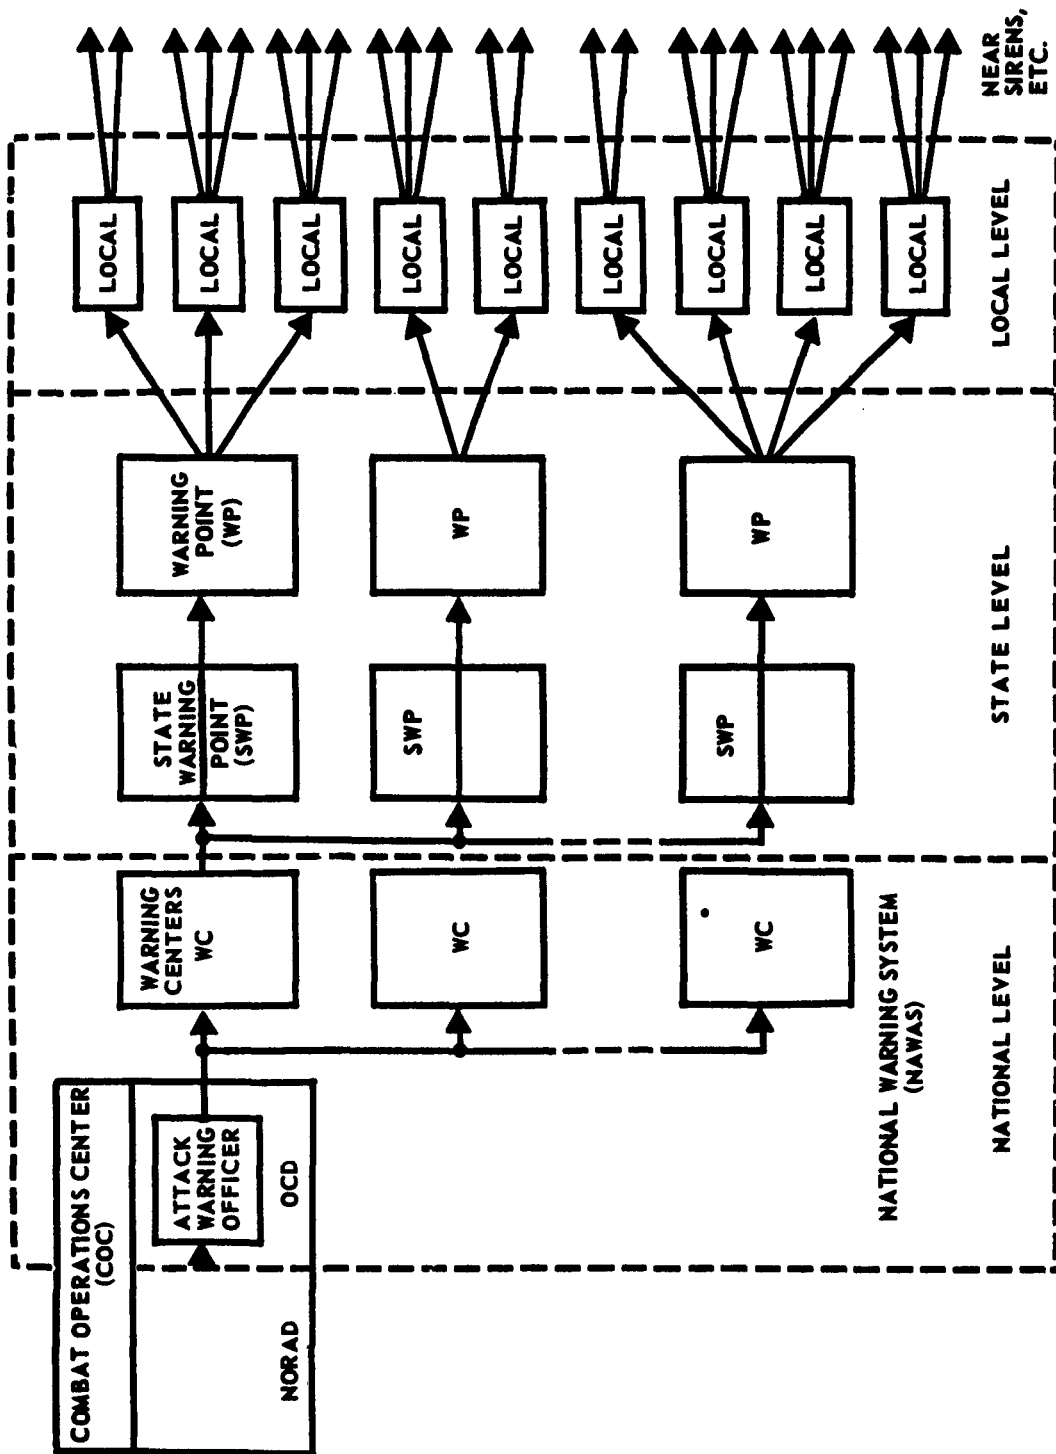 COMBAT OPERATIONS CENTER
(COC)
NORAD
OCD
ATTACK
WARNING
OFFICER
WARNING
CENTERS
WC
WC
WC
NATIONAL WARNING SYSTEM
(NAWAS)
NATIONAL LEVEL
STATE
WARNING
POINT
(SWP)
SWP
SWP
WARNING
POINT
(WP)
WP
WP
STATE LEVEL
LOCAL
LOCAL
LOCAL
LOCAL
LOCAL
LOCAL
LOCAL
LOCAL
LOCAL
LOCAL LEVEL
NEAR
SIRENS,
ETC.